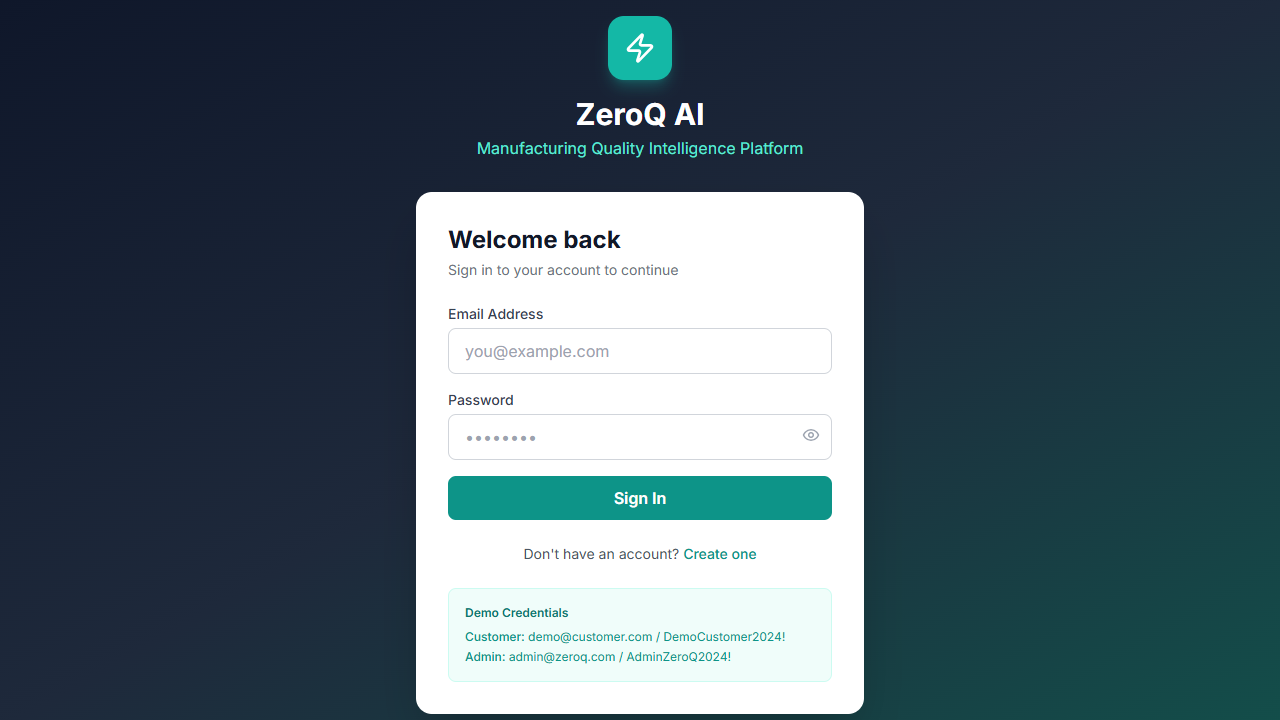 ZeroQ AI
Manufacturing Quality Intelligence Platform
Welcome back
Sign in to your account to continue
Email Address
you@example.com
Password
••••••••
Sign In
Don't have an account? Create one
Demo Credentials
Customer: demo@customer.com / DemoCustomer2024!
Admin: admin@zeroq.com / AdminZeroQ2024!